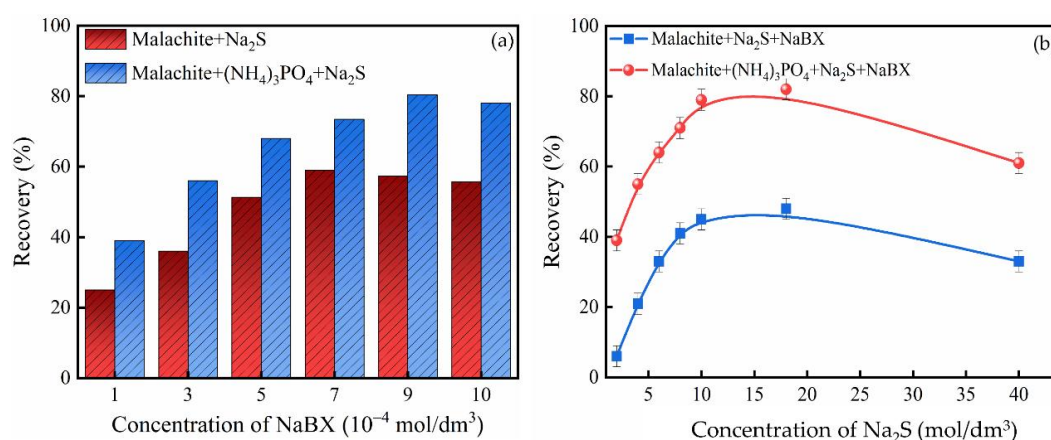 100
80
60
40
20
0
Recovery (%)
Malachite+Na₂S
Malachite+(NH₄)₃PO₄+Na₂S
(a)
1 3 5 7 9 10
Concentration of NaBX (10⁻⁴ mol/dm³)
100
80
60
40
20
0
Recovery (%)
Malachite+Na₂S+NaBX
Malachite+(NH₄)₃PO₄+Na₂S+NaBX
(b
5 10 15 20 25 30 35 40
Concentration of Na₂S (mol/dm³)